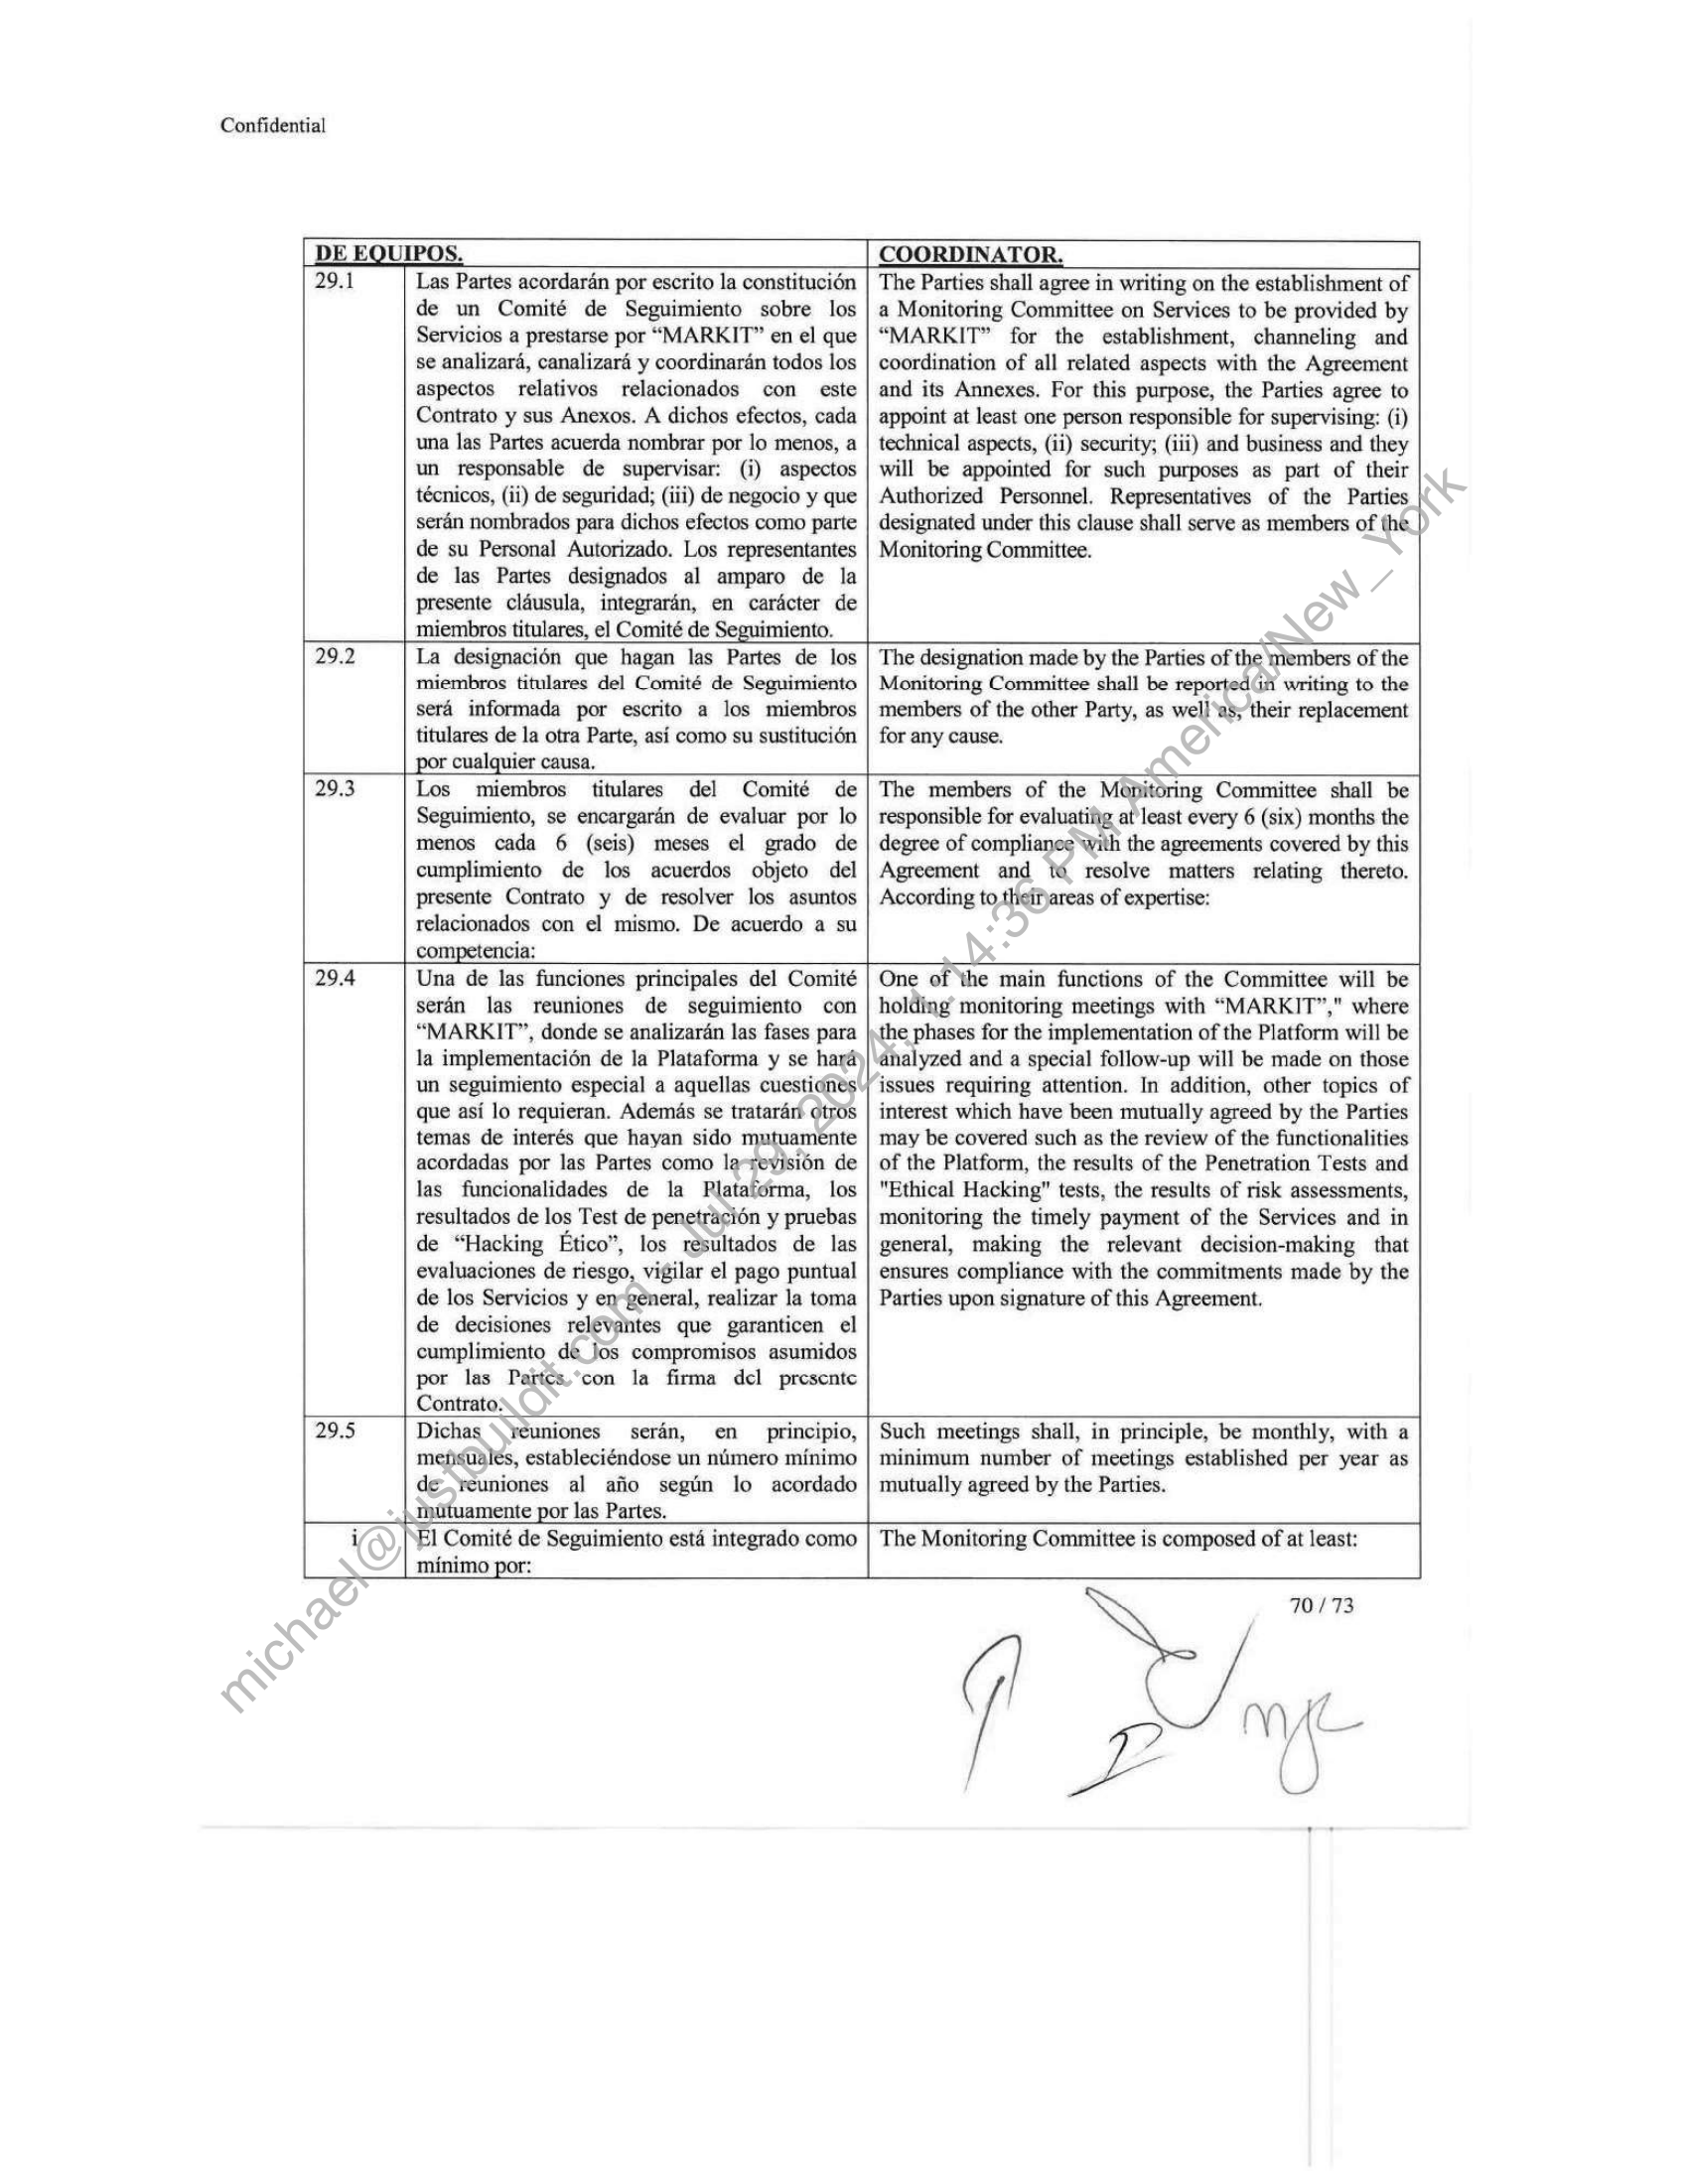 Confidential
DE EQUIPOS.
COORDINATOR.
29.1
Las Partes acordarán por escrito la constitución
de un Comité de Seguimiento sobre los
Servicios a prestarse por “MARKIT” en el que
se analizará, canalizará y coordinarán todos los
aspectos relativos relacionados con este
Contrato y sus Anexos. A dichos efectos, cada
una las Partes acuerda nombrar por lo menos, a
un responsable de supervisar: (i) aspectos
técnicos, (ii) de seguridad; (iii) de negocio y que
serán nombrados para dichos efectos como parte
de su Personal Autorizado. Los representantes
de las Partes designados al amparo de la
presente cláusula, integrarán, en carácter de
miembros titulares, el Comité de Seguimiento.
The Parties shall agree in writing on the establishment of
a Monitoring Committee on Services to be provided by
“MARKIT” for the establishment, channeling and
coordination of all related aspects with the Agreement
and its Annexes. For this purpose, the Parties agree to
appoint at least one person responsible for supervising: (i)
technical aspects, (ii) security; (iii) and business and they
will be appointed for such purposes as part of their
Authorized Personnel. Representatives of the Parties
designated under this clause shall serve as members of the
Monitoring Committee.
29.2
La designación que hagan las Partes de los
miembros titulares del Comité de Seguimiento
será informada por escrito a los miembros
titulares de la otra Parte, así como su sustitución
por cualquier causa.
The designation made by the Parties of the members of the
Monitoring Committee shall be reported in writing to the
members of the other Party, as well as, their replacement
for any cause.
29.3
Los miembros titulares del Comité de
Seguimiento, se encargarán de evaluar por lo
menos cada 6 (seis) meses el grado de
cumplimiento de los acuerdos objeto del
presente Contrato y de resolver los asuntos
relacionados con el mismo. De acuerdo a su
competencia:
The members of the Monitoring Committee shall be
responsible for evaluating at least every 6 (six) months the
degree of compliance with the agreements covered by this
Agreement and to resolve matters relating thereto.
According to their areas of expertise:
29.4
Una de las funciones principales del Comité
serán las reuniones de seguimiento con
“MARKIT”, donde se analizarán las fases para
la implementación de la Plataforma y se hará
un seguimiento especial a aquellas cuestiones
que así lo requieran. Además se tratarán otros
temas de interés que hayan sido mutuamente
acordadas por las Partes como la revisión de
las funcionalidades de la Plataforma, los
resultados de los Test de penetración y pruebas
de “Hacking Ético”, los resultados de las
evaluaciones de riesgo, vigilar el pago puntual
de los Servicios y en general, realizar la toma
de decisiones relevantes que garanticen el
cumplimiento de los compromisos asumidos
por las Partes con la firma del presente
Contrato.
One of the main functions of the Committee will be
holding monitoring meetings with “MARKIT”," where
the phases for the implementation of the Platform will be
analyzed and a special follow-up will be made on those
issues requiring attention. In addition, other topics of
interest which have been mutually agreed by the Parties
may be covered such as the review of the functionalities
of the Platform, the results of the Penetration Tests and
"Ethical Hacking" tests, the results of risk assessments,
monitoring the timely payment of the Services and in
general, making the relevant decision-making that
ensures compliance with the commitments made by the
Parties upon signature of this Agreement.
29.5
Dichas reuniones serán, en principio,
mensuales, estableciéndose un número mínimo
de reuniones al año según lo acordado
mutuamente por las Partes.
Such meetings shall, in principle, be monthly, with a
minimum number of meetings established per year as
mutually agreed by the Parties.
i
El Comité de Seguimiento está integrado como
mínimo por:
The Monitoring Committee is composed of at least:
70 / 73
michael@justbuildit.com - Jul 29, 2024, 1:14:36 PM America/New_York